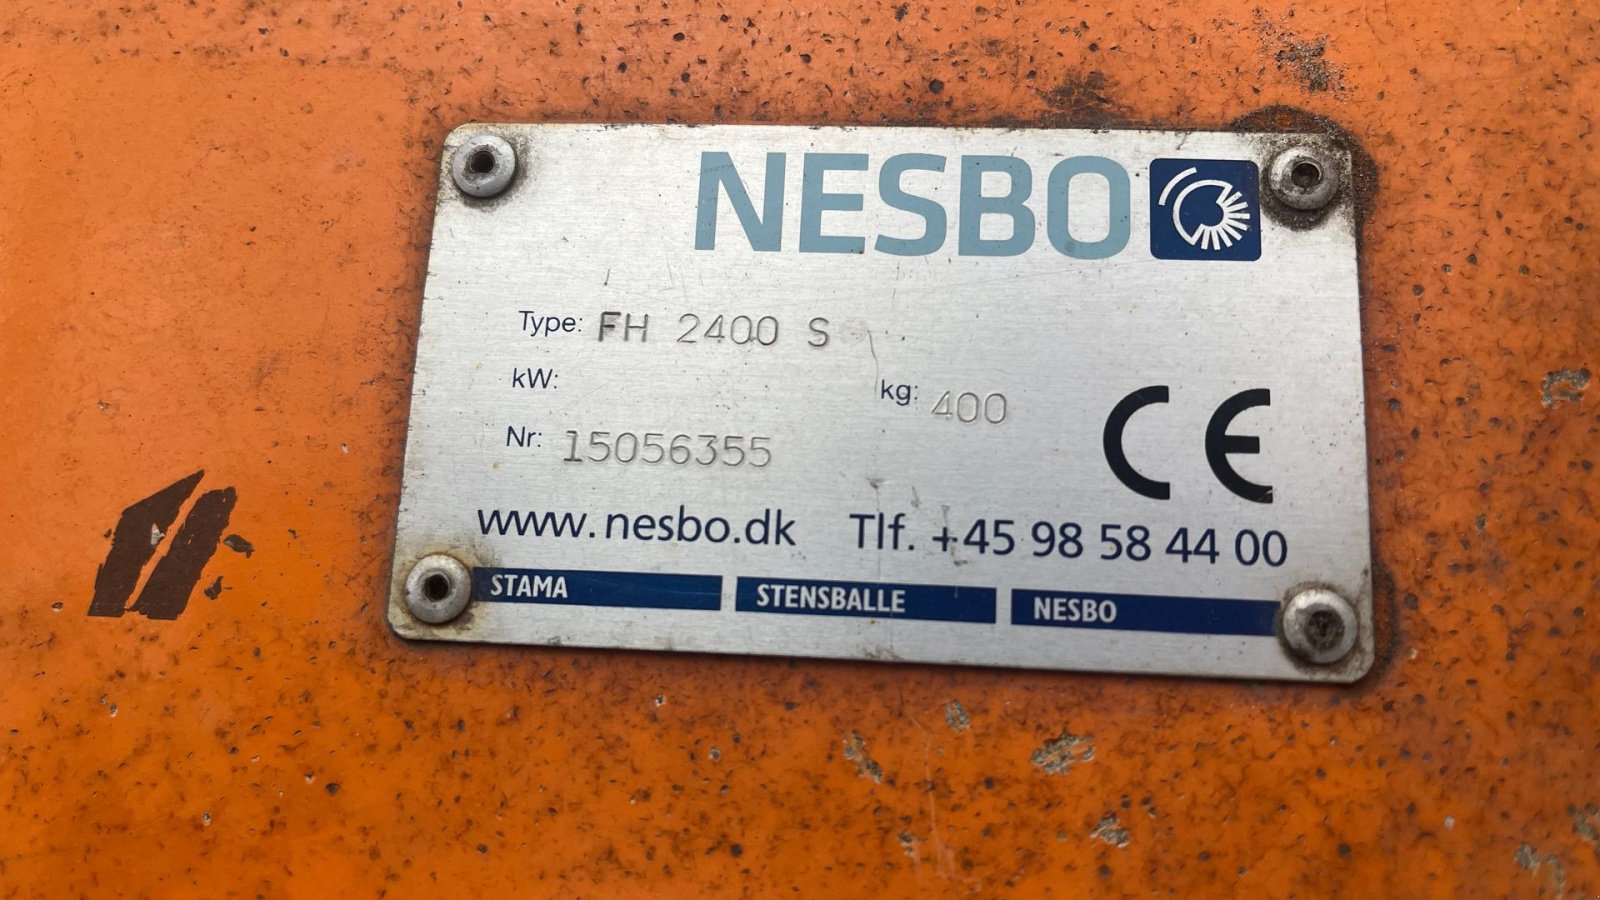 NESBO
Type: FH 2400 S
kW:
kg: 400
Nr: 15056355
CE
www.nesbo.dk Tlf. +45 98 58 44 00
STAMA STENSBALLE NESBO